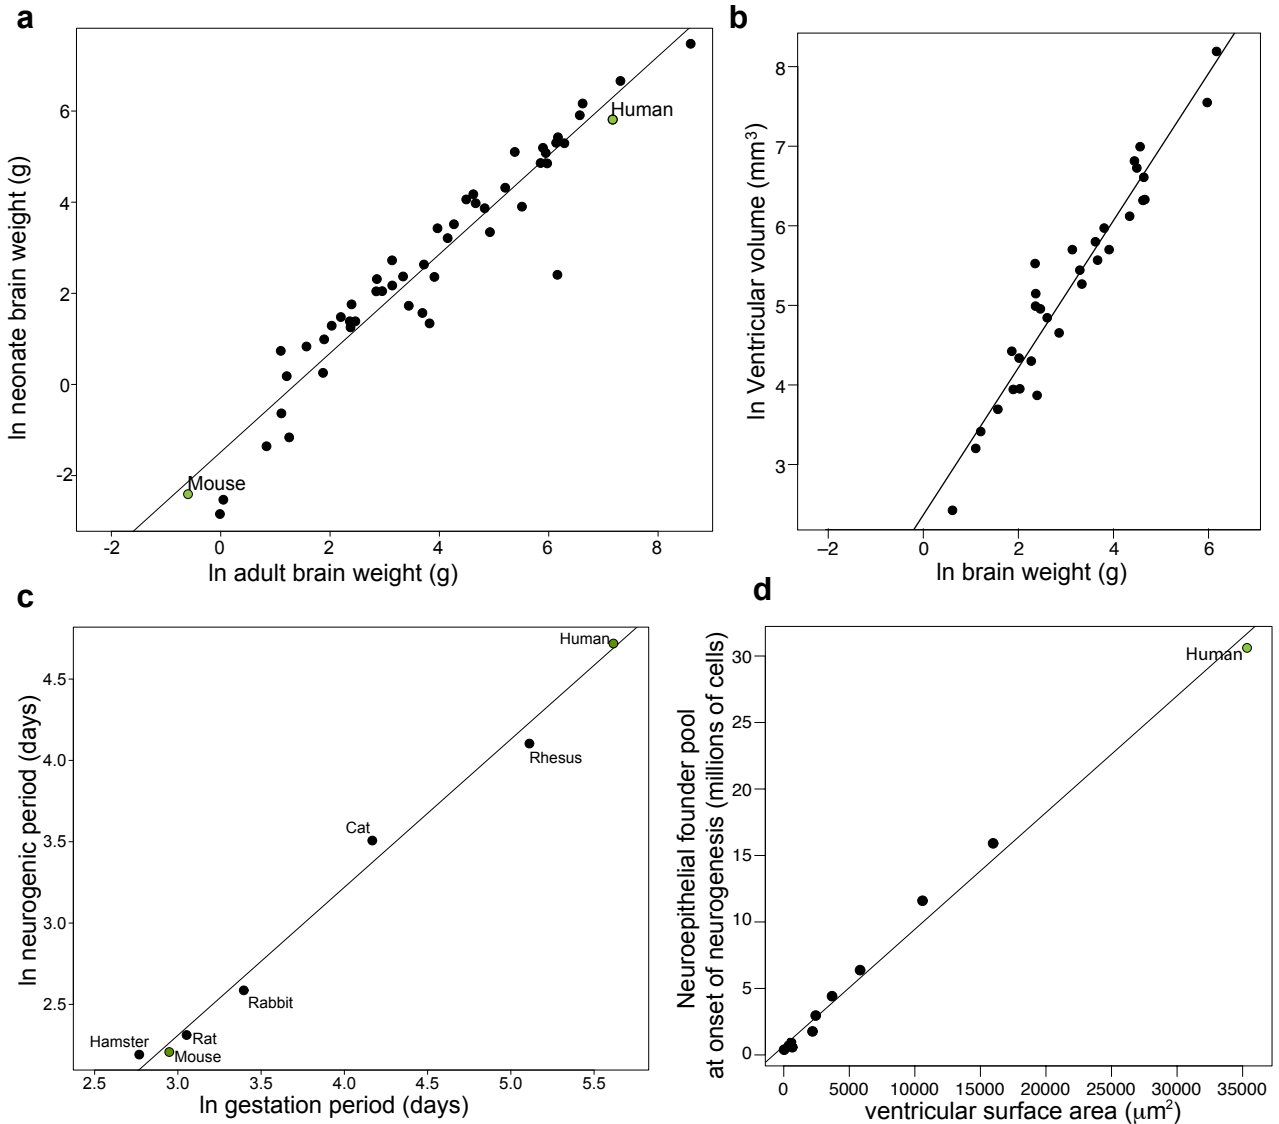 a
ln neonate brain weight (g)
6
4
2
0
-2
Human
Mouse
-2
0
2
4
6
8
ln adult brain weight (g)
b
ln Ventricular volume (mm³)
8
7
6
5
4
3
−2
0
2
4
6
ln brain weight (g)
c
ln neurogenic period (days)
4.5
4.0
3.5
3.0
2.5
Human
Rhesus
Cat
Rabbit
Rat
Hamster
Mouse
2.5
3.0
3.5
4.0
4.5
5.0
5.5
ln gestation period (days)
d
Neuroepithelial founder pool
at onset of neurogenesis (millions of cells)
30
25
20
15
10
5
0
Human
0
5000
10000
15000
20000
25000
30000
35000
ventricular surface area (μm²)